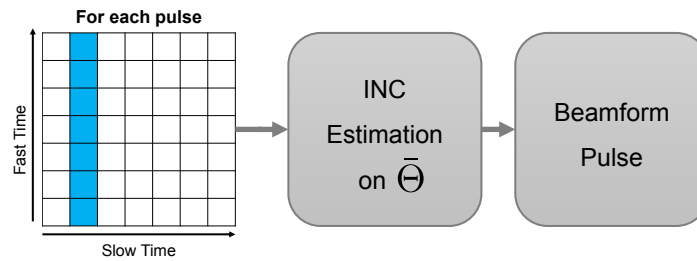 For each pulse
Fast Time
Slow Time
INC
Estimation
on Θ̄
Beamform
Pulse